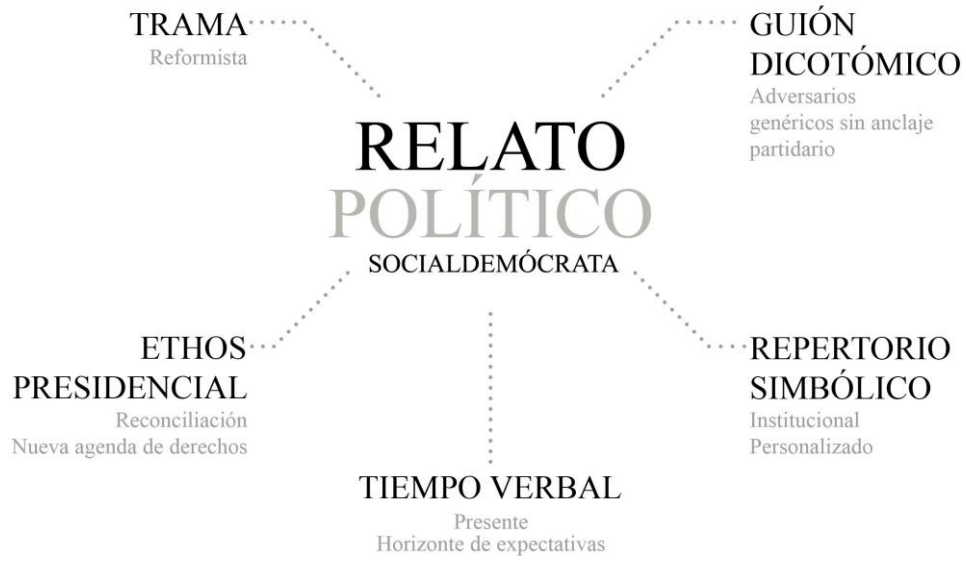 TRAMA
Reformista
GUIÓN
DICOTÓMICO
Adversarios
genéricos sin anclaje
partidario
RELATO
POLÍTICO
SOCIALDEMÓCRATA
ETHOS
PRESIDENCIAL
Reconciliación
Nueva agenda de derechos
REPERTORIO
SIMBÓLICO
Institucional
Personalizado
TIEMPO VERBAL
Presente
Horizonte de expectativas